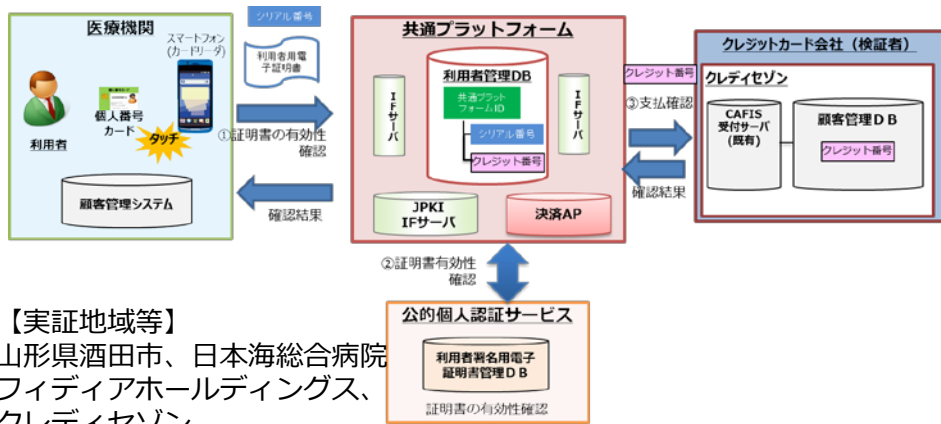 医療機関
スマートフォン
(カードリーダ)
個人番号
カード
利用者
タッチ
顧客管理システム
シリアル番号
利用者用電
子証明書
①証明書の有効性
確認
確認結果
共通プラットフォーム
IFサーバ
利用者管理DB
共通プラット
フォームID
シリアル番号
クレジット番号
IFサーバ
JPKI
IFサーバ
決済AP
クレジット番号
③支払確認
確認結果
クレジットカード会社（検証者）
クレディセゾン
CAFIS
受付サーバ
(既有)
顧客管理ＤＢ
クレジット番号
②証明書有効性
確認
公的個人認証サービス
利用者署名用電子
証明書管理ＤＢ
証明書の有効性確認
【実証地域等】
山形県酒田市、日本海総合病院
フィディアホールディングス、
クレディセゾン